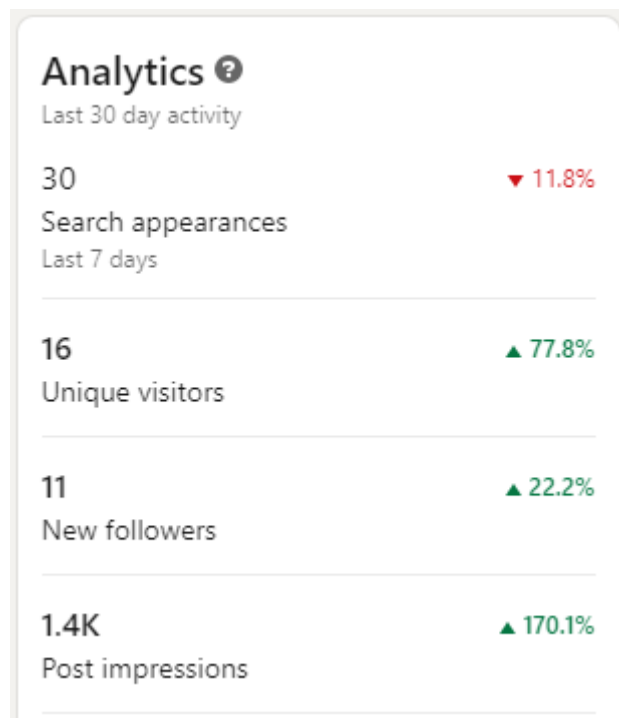 Analytics ?
Last 30 day activity
30 ▼ 11.8%
Search appearances
Last 7 days
16 ▲ 77.8%
Unique visitors
11 ▲ 22.2%
New followers
1.4K ▲ 170.1%
Post impressions